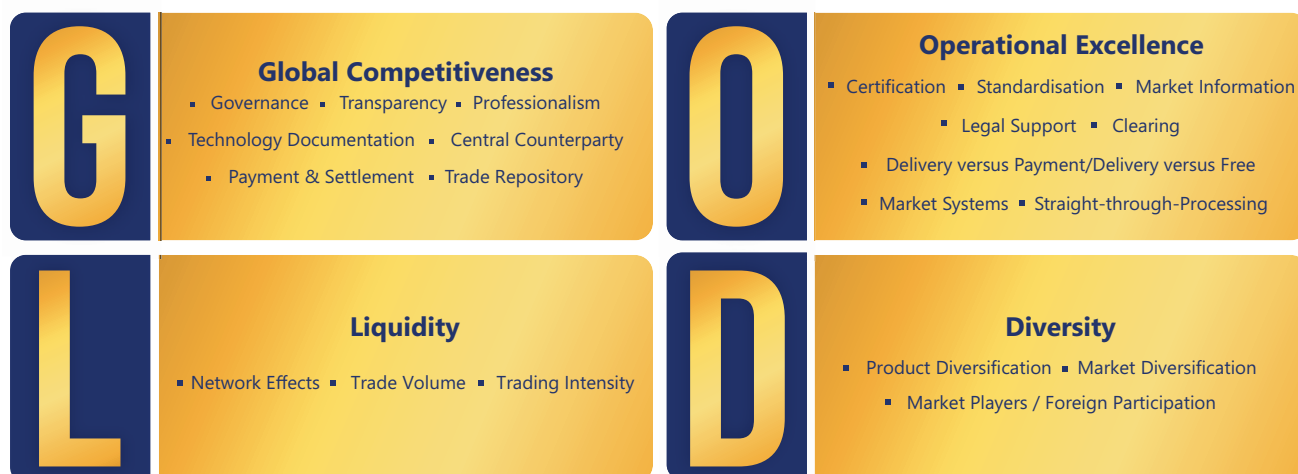 G
Global Competitiveness
▪ Governance ▪ Transparency ▪ Professionalism
▪ Technology Documentation ▪ Central Counterparty
▪ Payment & Settlement ▪ Trade Repository
O
Operational Excellence
▪ Certification ▪ Standardisation ▪ Market Information
▪ Legal Support ▪ Clearing
▪ Delivery versus Payment/Delivery versus Free
▪ Market Systems ▪ Straight-through-Processing
L
Liquidity
▪ Network Effects ▪ Trade Volume ▪ Trading Intensity
D
Diversity
▪ Product Diversification ▪ Market Diversification
▪ Market Players / Foreign Participation